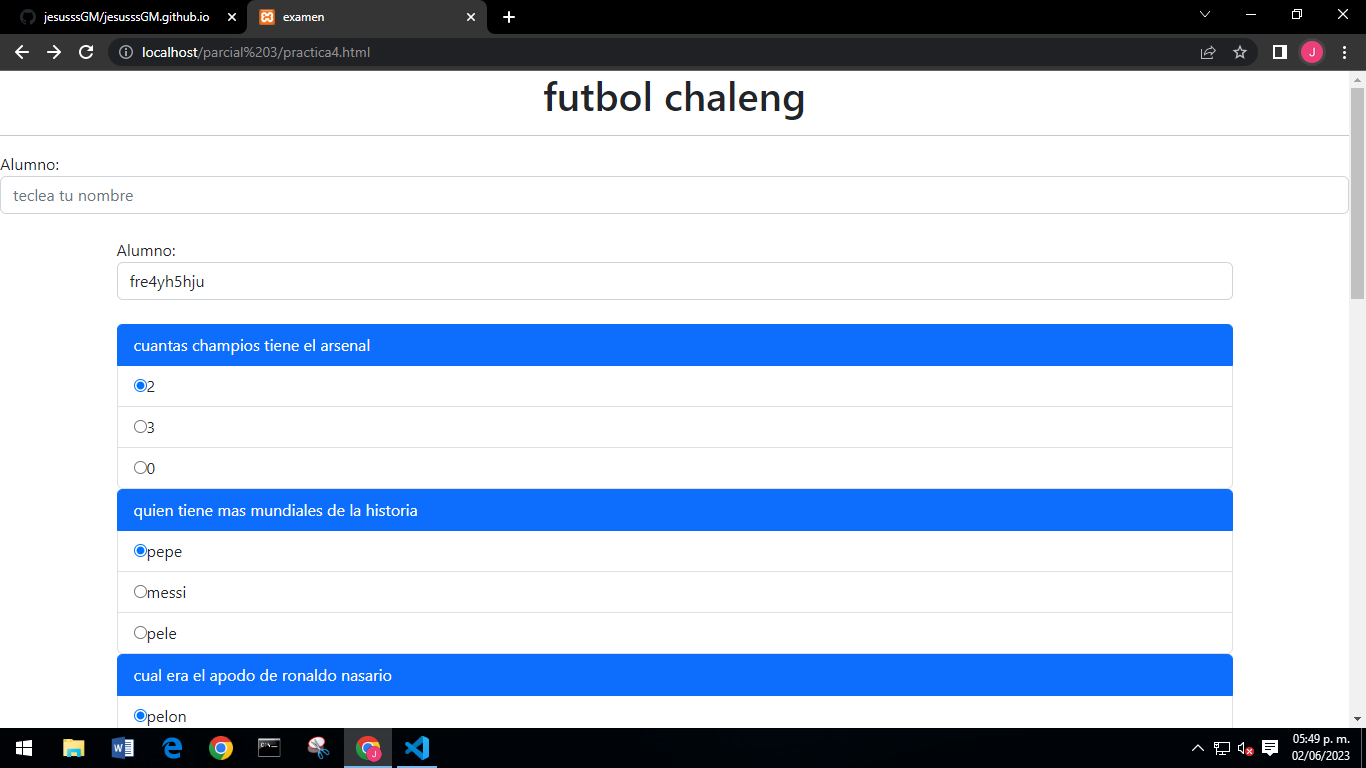 jesusssGM/jesusssGM.github.io
examen
localhost/parcial%203/practica4.html
J
futbol chaleng
Alumno:
teclea tu nombre
Alumno:
fre4yh5hju
cuantas champios tiene el arsenal
2
3
0
quien tiene mas mundiales de la historia
pepe
messi
pele
cual era el apodo de ronaldo nasario
pelon
05:49 p. m.
02/06/2023